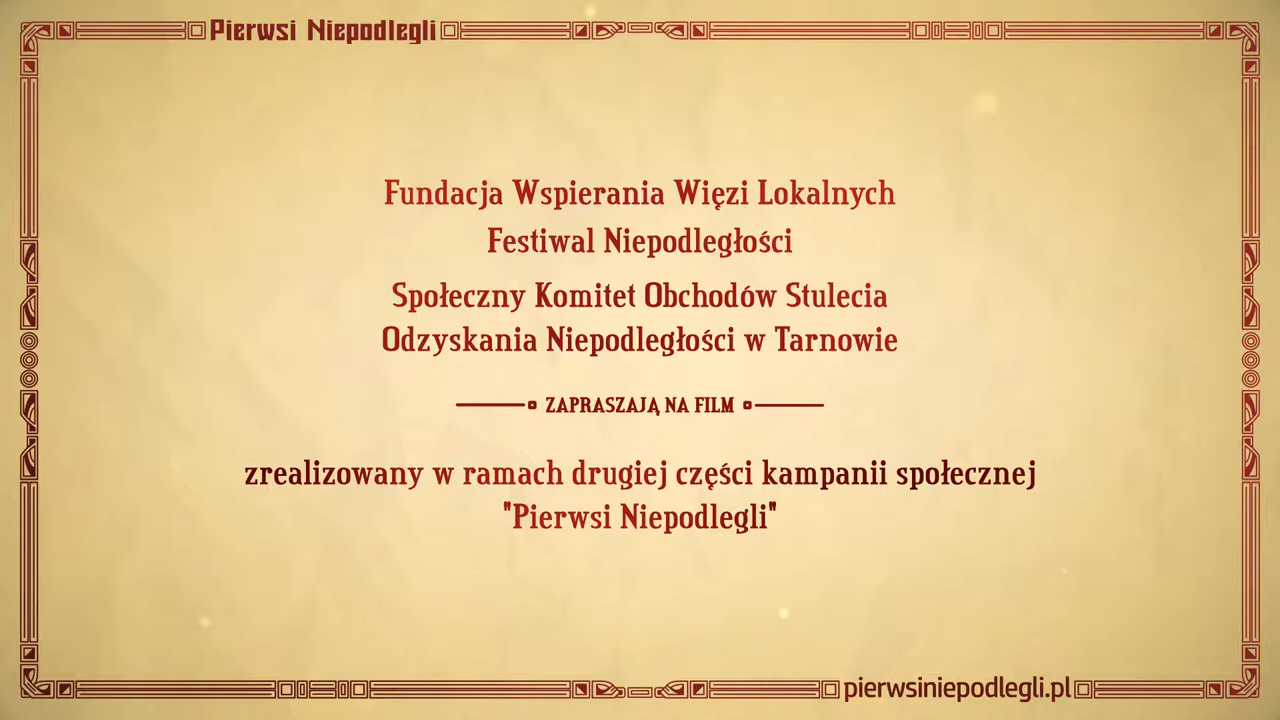 Pierwsi Niepodlegli
Fundacja Wspierania Więzi Lokalnych
Festiwal Niepodległości
Społeczny Komitet Obchodów Stulecia
Odzyskania Niepodległości w Tarnowie
ZAPRASZAJĄ NA FILM
zrealizowany w ramach drugiej części kampanii społecznej
"Pierwsi Niepodlegli"
pierwsiniepodlegli.pl